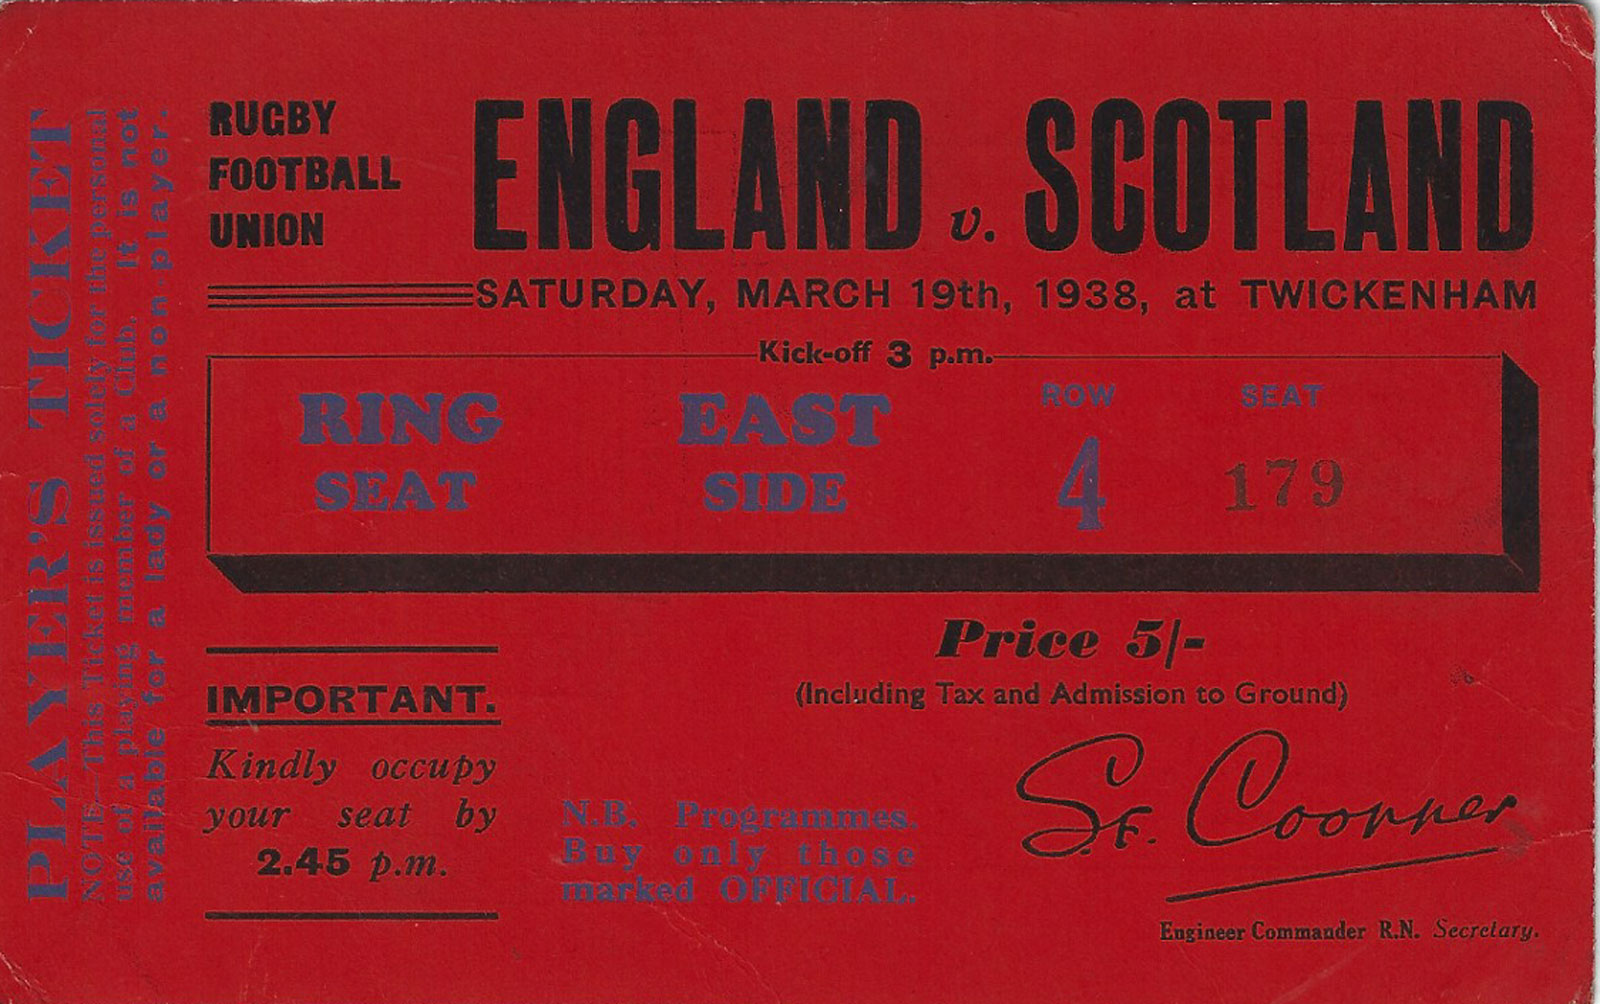 PLAYER'S TICKET
NOTE—This Ticket is issued solely for the personal
use of a playing member of a Club. It is not
available for a lady or a non-player.
RUGBY
FOOTBALL
UNION
ENGLAND v. SCOTLAND
SATURDAY, MARCH 19th, 1938, at TWICKENHAM
Kick-off 3 p.m.
RING
SEAT
EAST
SIDE
ROW
4
SEAT
179
IMPORTANT.
Kindly occupy
your seat by
2.45 p.m.
N.B. Programmes.
Buy only those
marked OFFICIAL.
Price 5/-
(Including Tax and Admission to Ground)
S.F. Coopper
Engineer Commander R.N. Secretary.